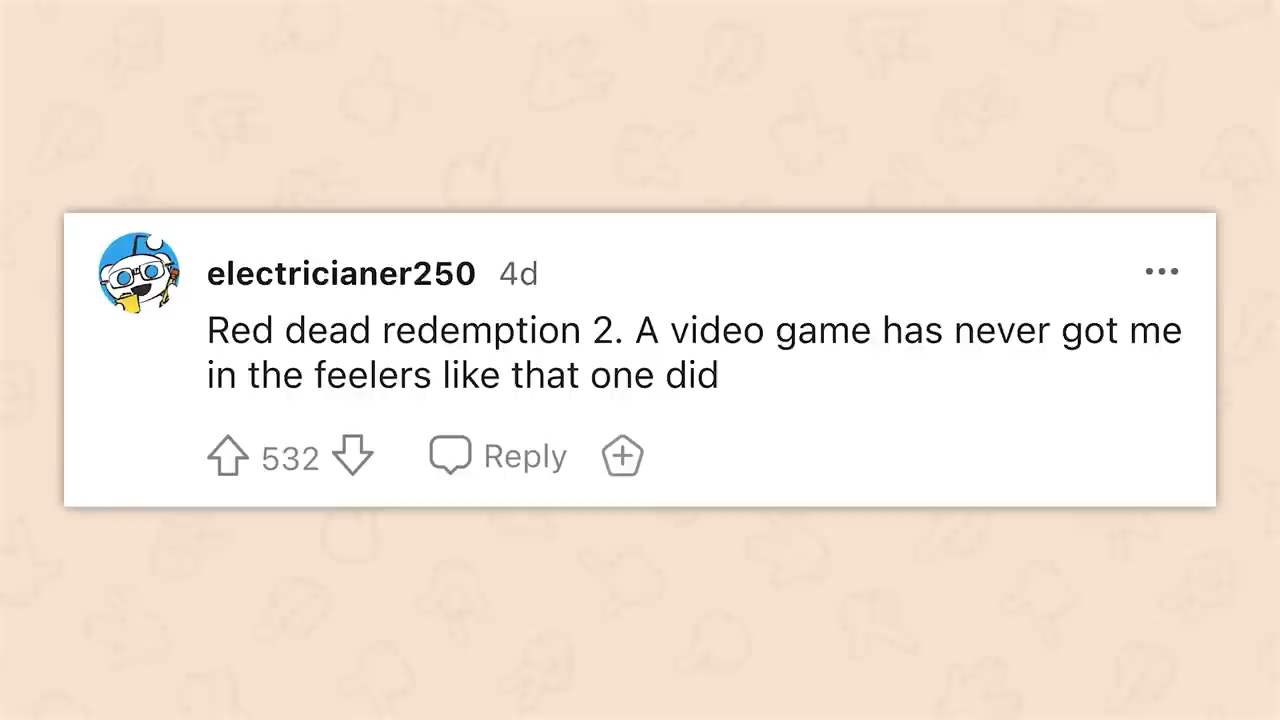 electricianer250 4d
Red dead redemption 2. A video game has never got me
in the feelers like that one did
532 Reply